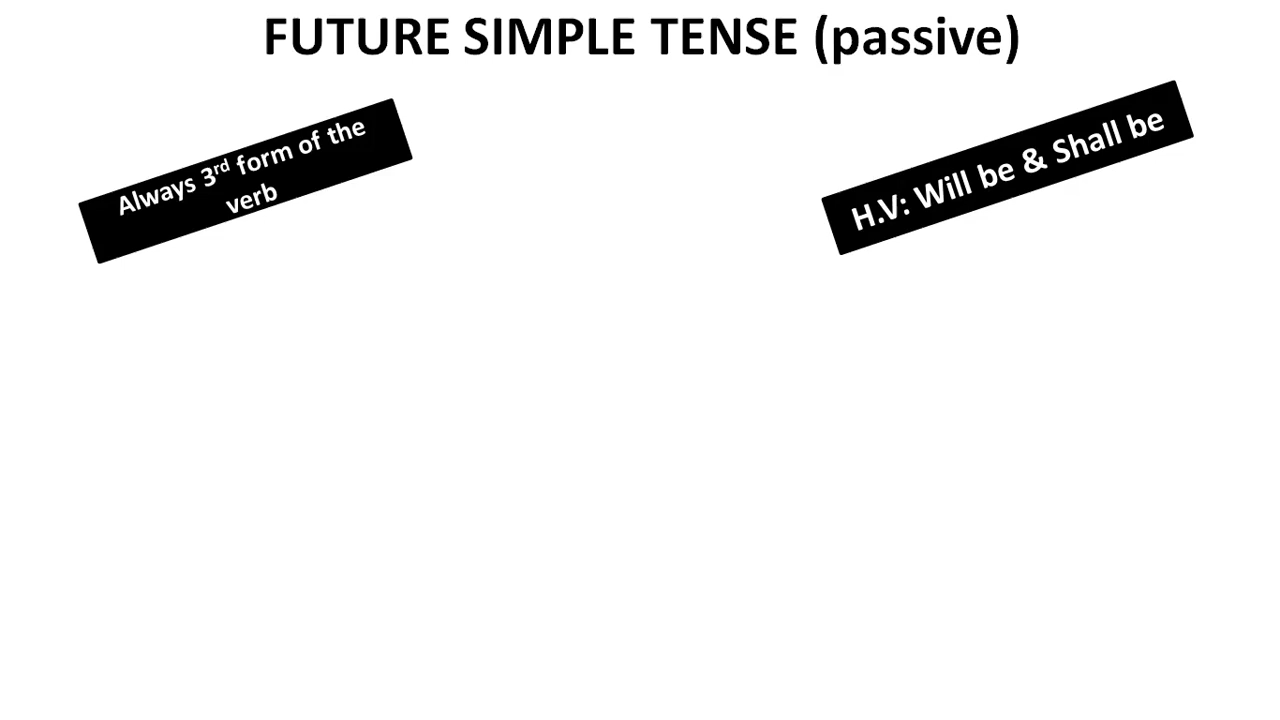 FUTURE SIMPLE TENSE (passive)
Always 3rd form of the
verb
H.V: Will be & Shall be